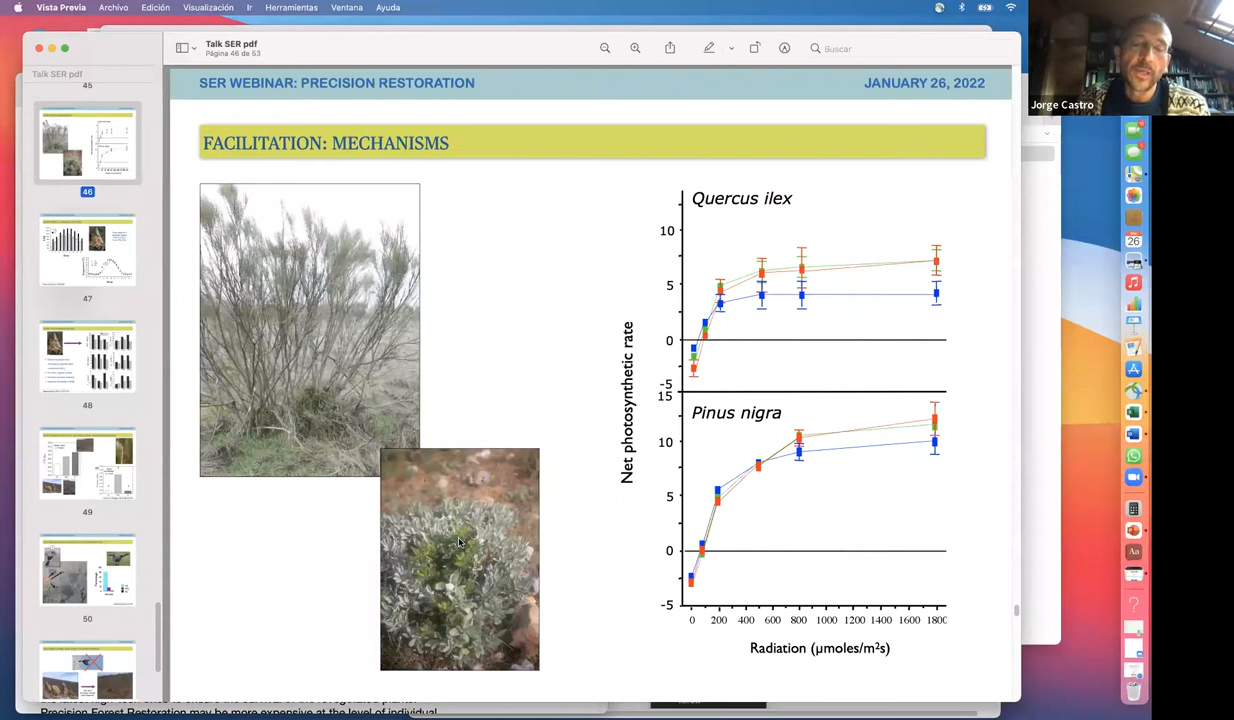 Vista Previa Archivo Edición Visualización Ir Herramientas Ventana Ayuda
Talk SER pdf
Página 46 de 53
Buscar
Jorge Castro
Talk SER pdf
45
46
47
48
49
50
SER WEBINAR: PRECISION RESTORATION
JANUARY 26, 2022
FACILITATION: MECHANISMS
Quercus ilex
10
5
0
-5
Net photosynthetic rate
15
Pinus nigra
10
5
0
-5
0 200 400 600 800 1000 1200 1400 1600 1800
Radiation (µmoles/m²s)
26
Precision Forest Restoration may be more expensive at the level of individual